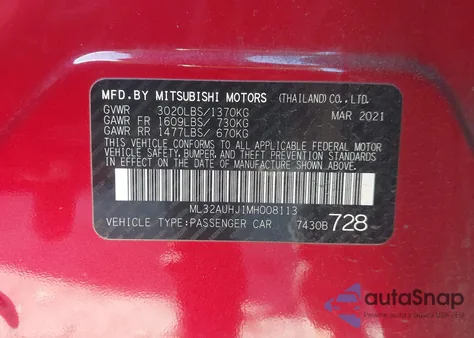 MFD.BY MITSUBISHI MOTORS (THAILAND) CO.,LTD.
GVWR 3020LBS/1370KG MAR 2021
GAWR FR 1609LBS/ 730KG
GAWR RR 1477LBS/ 670KG
THIS VEHICLE CONFORMS TO ALL APPLICABLE FEDERAL MOTOR
VEHICLE SAFETY, BUMPER, AND THEFT PREVENTION STANDARDS
IN EFFECT ON THE DATE OF MANUFACTURE SHOWN ABOVE.
ML32AUHJ1MH008113
VEHICLE TYPE:PASSENGER CAR 7430B 728
autoSnap